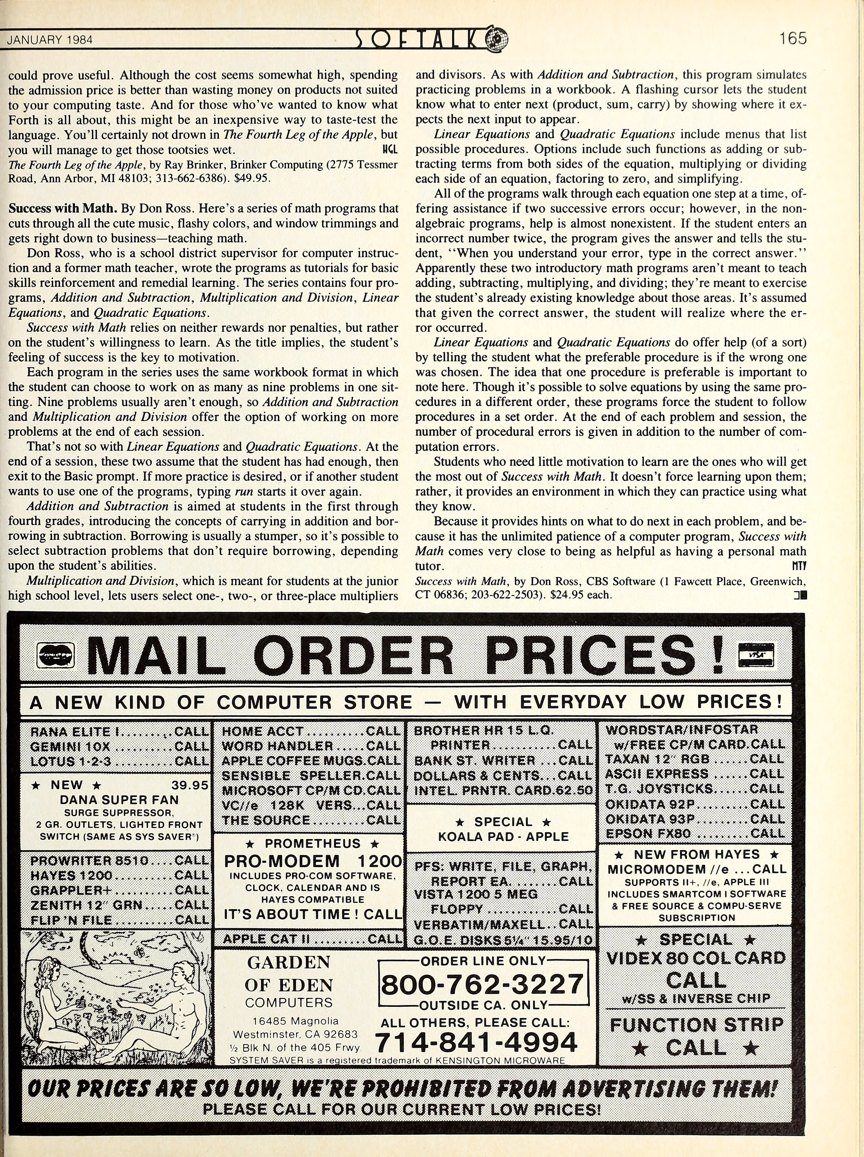 JANUARY 1984
SOFTALK
165
could prove useful. Although the cost seems somewhat high, spending
the admission price is better than wasting money on products not suited
to your computing taste. And for those who've wanted to know what
Forth is all about, this might be an inexpensive way to taste-test the
language. You'll certainly not drown in The Fourth Leg of the Apple, but
you will manage to get those tootsies wet. WGL
The Fourth Leg of the Apple, by Ray Brinker, Brinker Computing (2775 Tessmer
Road, Ann Arbor, MI 48103; 313-662-6386). $49.95.
Success with Math. By Don Ross. Here's a series of math programs that
cuts through all the cute music, flashy colors, and window trimmings and
gets right down to business—teaching math.
Don Ross, who is a school district supervisor for computer instruc-
tion and a former math teacher, wrote the programs as tutorials for basic
skills reinforcement and remedial learning. The series contains four pro-
grams, Addition and Subtraction, Multiplication and Division, Linear
Equations, and Quadratic Equations.
Success with Math relies on neither rewards nor penalties, but rather
on the student's willingness to learn. As the title implies, the student's
feeling of success is the key to motivation.
Each program in the series uses the same workbook format in which
the student can choose to work on as many as nine problems in one sit-
ting. Nine problems usually aren't enough, so Addition and Subtraction
and Multiplication and Division offer the option of working on more
problems at the end of each session.
That's not so with Linear Equations and Quadratic Equations. At the
end of a session, these two assume that the student has had enough, then
exit to the Basic prompt. If more practice is desired, or if another student
wants to use one of the programs, typing run starts it over again.
Addition and Subtraction is aimed at students in the first through
fourth grades, introducing the concepts of carrying in addition and bor-
rowing in subtraction. Borrowing is usually a stumper, so it's possible to
select subtraction problems that don't require borrowing, depending
upon the student's abilities.
Multiplication and Division, which is meant for students at the junior
high school level, lets users select one-, two-, or three-place multipliers
and divisors. As with Addition and Subtraction, this program simulates
practicing problems in a workbook. A flashing cursor lets the student
know what to enter next (product, sum, carry) by showing where it ex-
pects the next input to appear.
Linear Equations and Quadratic Equations include menus that list
possible procedures. Options include such functions as adding or sub-
tracting terms from both sides of the equation, multiplying or dividing
each side of an equation, factoring to zero, and simplifying.
All of the programs walk through each equation one step at a time, of-
fering assistance if two successive errors occur; however, in the non-
algebraic programs, help is almost nonexistent. If the student enters an
incorrect number twice, the program gives the answer and tells the stu-
dent, ‘‘When you understand your error, type in the correct answer.’’
Apparently these two introductory math programs aren't meant to teach
adding, subtracting, multiplying, and dividing; they're meant to exercise
the student's already existing knowledge about those areas. It's assumed
that given the correct answer, the student will realize where the er-
ror occurred.
Linear Equations and Quadratic Equations do offer help (of a sort)
by telling the student what the preferable procedure is if the wrong one
was chosen. The idea that one procedure is preferable is important to
note here. Though it's possible to solve equations by using the same pro-
cedures in a different order, these programs force the student to follow
procedures in a set order. At the end of each problem and session, the
number of procedural errors is given in addition to the number of com-
putation errors.
Students who need little motivation to learn are the ones who will get
the most out of Success with Math. It doesn't force learning upon them;
rather, it provides an environment in which they can practice using what
they know.
Because it provides hints on what to do next in each problem, and be-
cause it has the unlimited patience of a computer program, Success with
Math comes very close to being as helpful as having a personal math
tutor. MTY
Success with Math, by Don Ross, CBS Software (1 Fawcett Place, Greenwich,
CT 06836; 203-622-2503). $24.95 each.
MAIL ORDER PRICES!
VISA
A NEW KIND OF COMPUTER STORE — WITH EVERYDAY LOW PRICES!
RANA ELITE I........CALL
GEMINI 10X .........CALL
LOTUS 1-2-3 .........CALL
★ NEW ★ 39.95
DANA SUPER FAN
SURGE SUPPRESSOR,
2 GR. OUTLETS, LIGHTED FRONT
SWITCH (SAME AS SYS SAVER')
PROWRITER 8510....CALL
HAYES 1200..........CALL
GRAPPLER+..........CALL
ZENITH 12" GRN.....CALL
FLIP 'N FILE..........CALL
HOME ACCT ..........CALL
WORD HANDLER .....CALL
APPLE COFFEE MUGS.CALL
SENSIBLE SPELLER.CALL
MICROSOFT CP/M CD.CALL
VC//e 128K VERS...CALL
THE SOURCE .........CALL
★ PROMETHEUS ★
PRO-MODEM 1200
INCLUDES PRO-COM SOFTWARE,
CLOCK, CALENDAR AND IS
HAYES COMPATIBLE
IT'S ABOUT TIME! CALL
APPLE CAT II .........CALL
BROTHER HR 15 L.Q.
PRINTER...........CALL
BANK ST. WRITER ...CALL
DOLLARS & CENTS...CALL
INTEL. PRNTR. CARD.62.50
★ SPECIAL ★
KOALA PAD - APPLE
PFS: WRITE, FILE, GRAPH,
REPORT EA. .......CALL
VISTA 1200 5 MEG
FLOPPY ............CALL
VERBATIM/MAXELL..CALL
G.O.E. DISKS 5¼" 15.95/10
WORDSTAR/INFOSTAR
w/FREE CP/M CARD.CALL
TAXAN 12" RGB ......CALL
ASCII EXPRESS ......CALL
T.G. JOYSTICKS......CALL
OKIDATA 92P.........CALL
OKIDATA 93P.........CALL
EPSON FX80 .........CALL
★ NEW FROM HAYES ★
MICROMODEM //e ...CALL
SUPPORTS II+, //e, APPLE III
INCLUDES SMARTCOM I SOFTWARE
& FREE SOURCE & COMPU-SERVE
SUBSCRIPTION
★ SPECIAL ★
VIDEX 80 COL CARD
CALL
w/SS & INVERSE CHIP
FUNCTION STRIP
★ CALL ★
GARDEN
OF EDEN
COMPUTERS
16485 Magnolia
Westminster, CA 92683
½ Blk N. of the 405 Frwy
ORDER LINE ONLY
800-762-3227
OUTSIDE CA. ONLY
ALL OTHERS, PLEASE CALL:
714-841-4994
SYSTEM SAVER is a registered trademark of KENSINGTON MICROWARE
OUR PRICES ARE SO LOW, WE'RE PROHIBITED FROM ADVERTISING THEM!
PLEASE CALL FOR OUR CURRENT LOW PRICES!